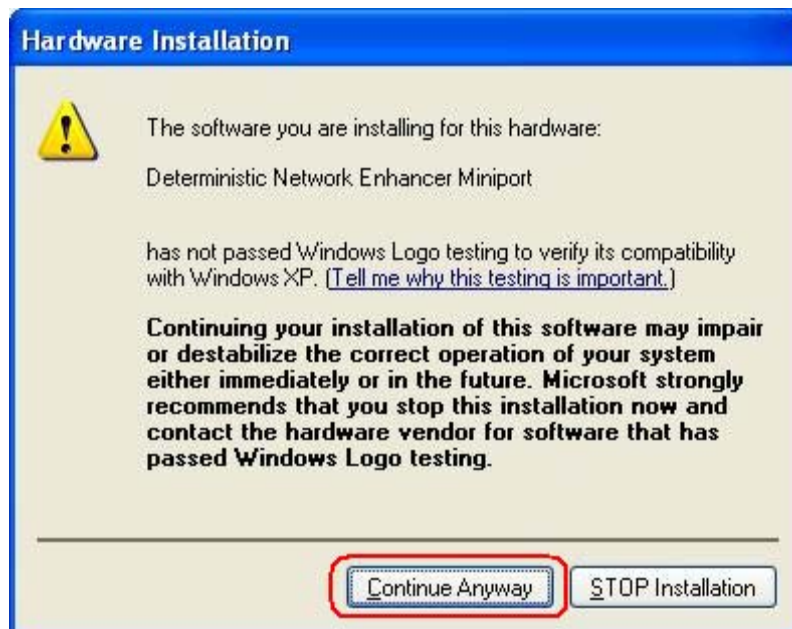 Hardware Installation
The software you are installing for this hardware:
Deterministic Network Enhancer Miniport
has not passed Windows Logo testing to verify its compatibility
with Windows XP. (Tell me why this testing is important.)
Continuing your installation of this software may impair
or destabilize the correct operation of your system
either immediately or in the future. Microsoft strongly
recommends that you stop this installation now and
contact the hardware vendor for software that has
passed Windows Logo testing.
Continue Anyway
STOP Installation